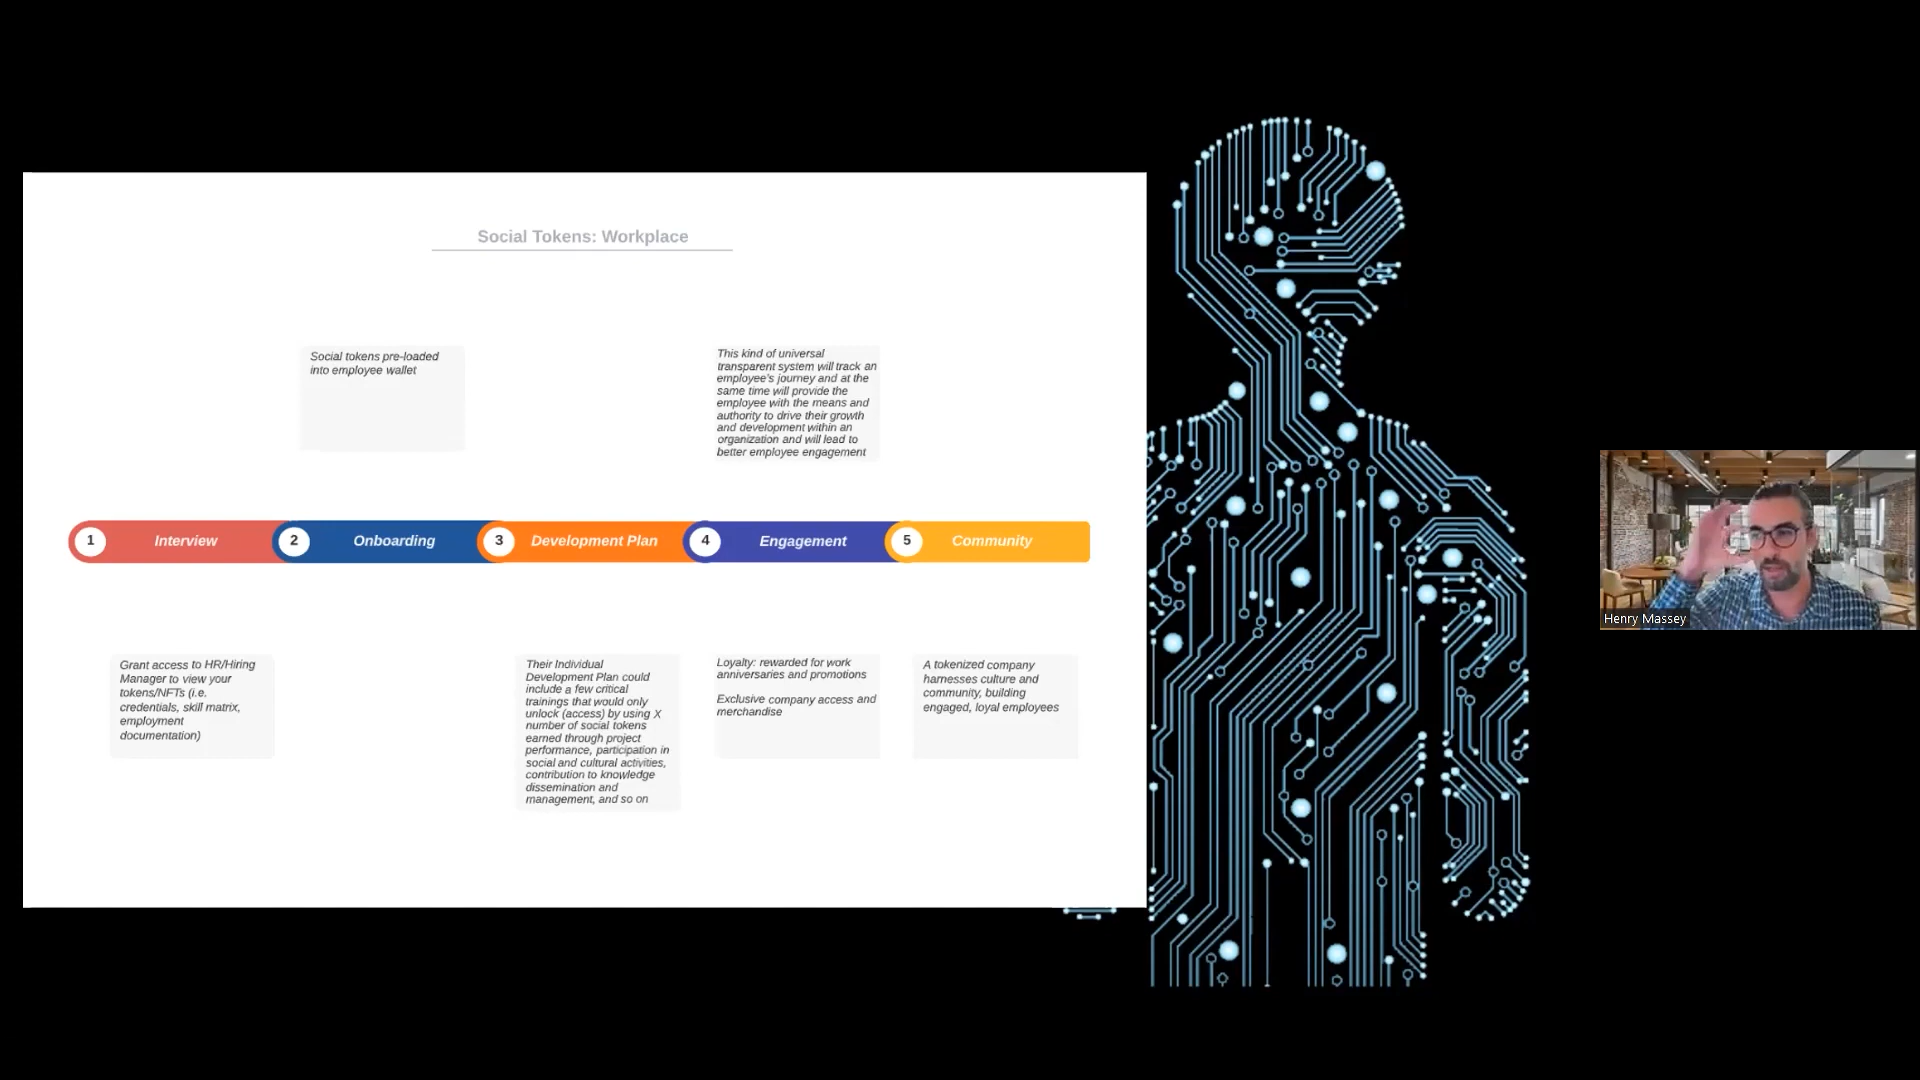 Social Tokens: Workplace
Social tokens pre-loaded
into employee wallet
This kind of universal
transparent system will track an
employee's journey and at the
same time will provide the
employee with the means and
authority to drive their growth
and development within an
organization and will lead to
better employee engagement
1 Interview 2 Onboarding 3 Development Plan 4 Engagement 5 Community
Grant access to HR/Hiring
Manager to view your
tokens/NFTs (i.e.
credentials, skill matrix,
employment
documentation)
Their Individual
Development Plan could
include a few critical
trainings that would only
unlock (access) by using X
number of social tokens
earned through project
performance, participation in
social and cultural activities,
contribution to knowledge
dissemination and
management, and so on
Loyalty: rewarded for work
anniversaries and promotions
Exclusive company access and
merchandise
A tokenized company
harnesses culture and
community, building
engaged, loyal employees
Henry Massey